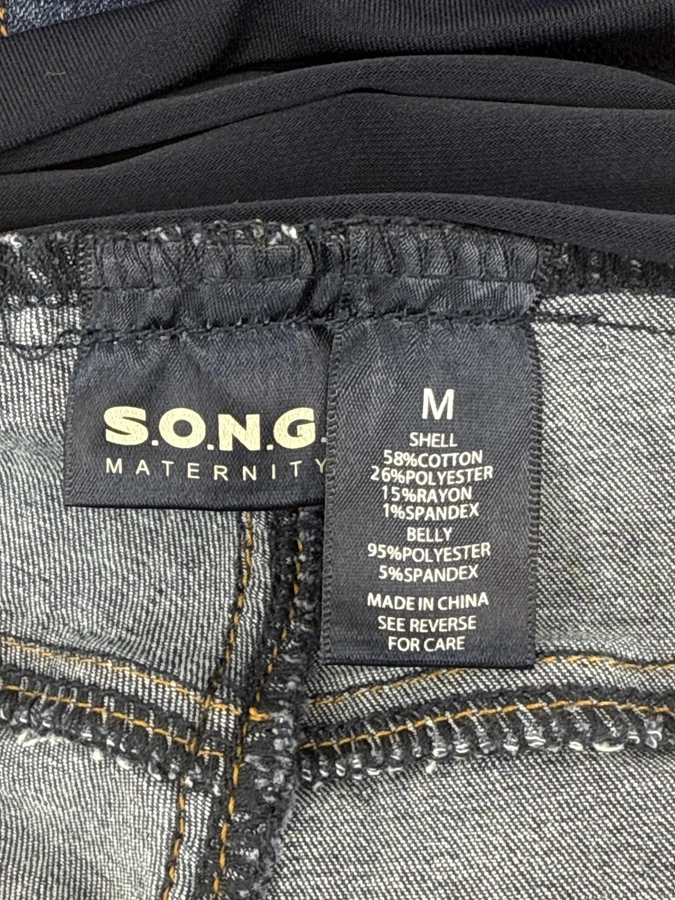 S.O.N.G.
MATERNITY
M
SHELL
58%COTTON
26%POLYESTER
15%RAYON
1%SPANDEX
BELLY
95%POLYESTER
5%SPANDEX
MADE IN CHINA
SEE REVERSE
FOR CARE